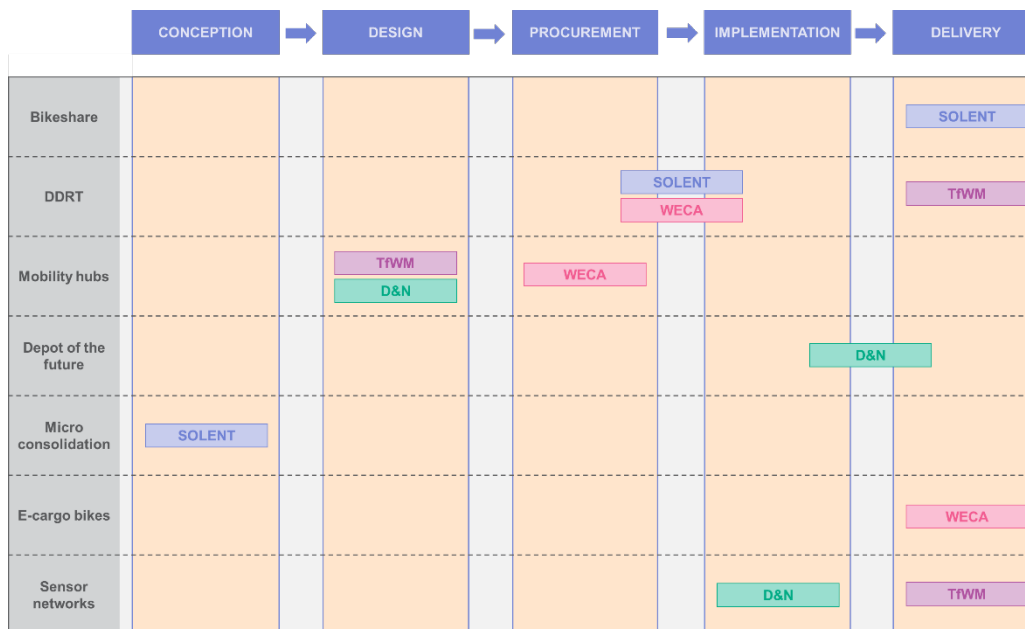 CONCEPTION
DESIGN
PROCUREMENT
IMPLEMENTATION
DELIVERY
Bikeshare
SOLENT
DDRT
SOLENT
WECA
TfWM
Mobility hubs
TfWM
D&N
WECA
Depot of the
future
D&N
Micro
consolidation
SOLENT
E-cargo bikes
WECA
Sensor
networks
D&N
TfWM